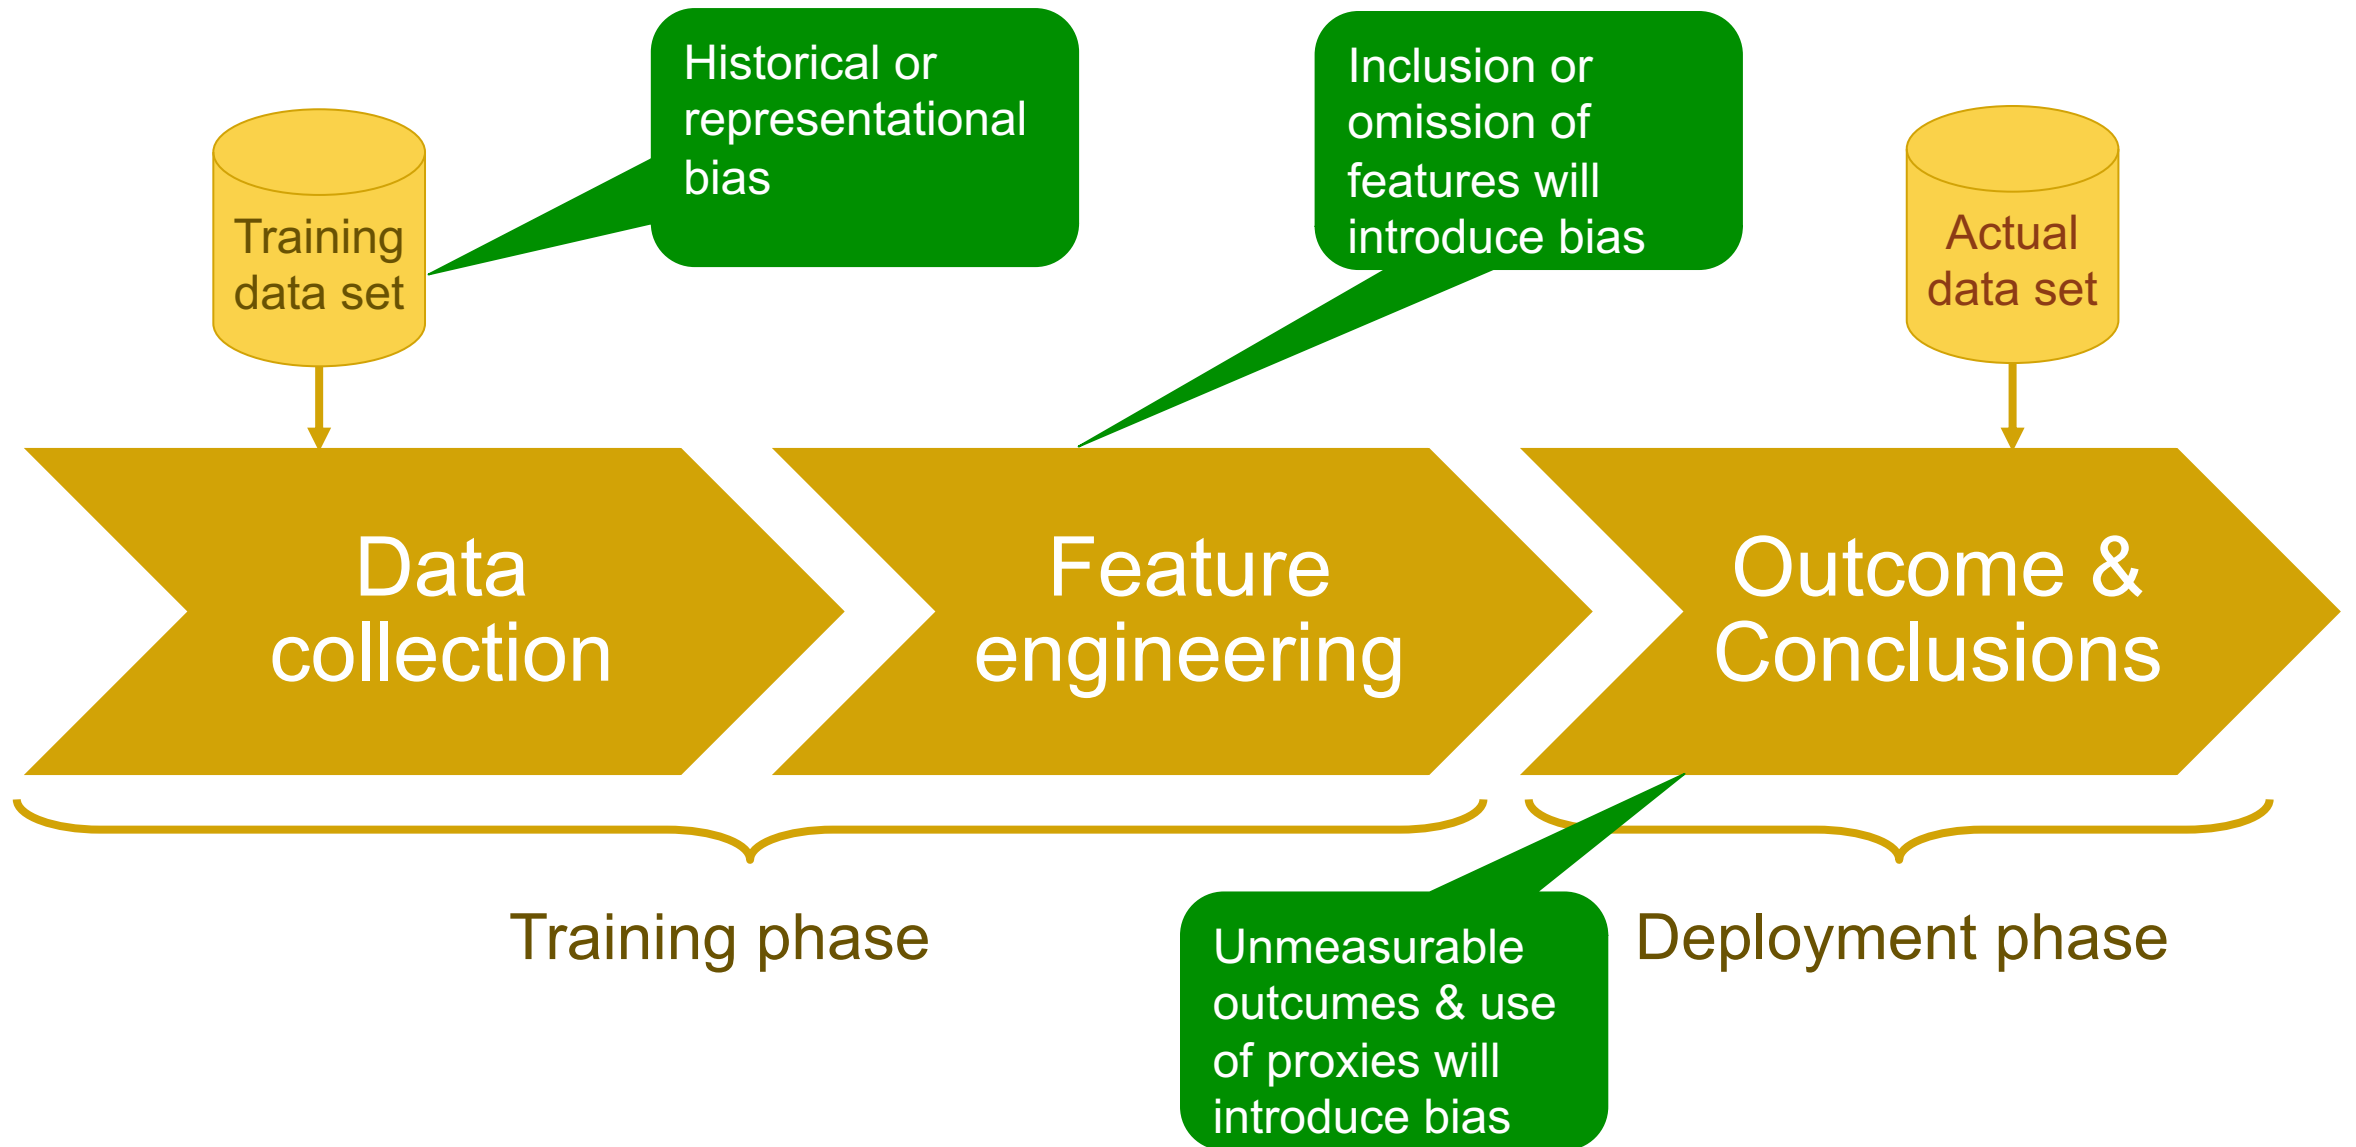 Historical or
representational
bias
Inclusion or
omission of
features will
introduce bias
Training
data set
Actual
data set
Data
collection
Feature
engineering
Outcome &
Conclusions
Training phase
Deployment phase
Unmeasurable
outcumes & use
of proxies will
introduce bias